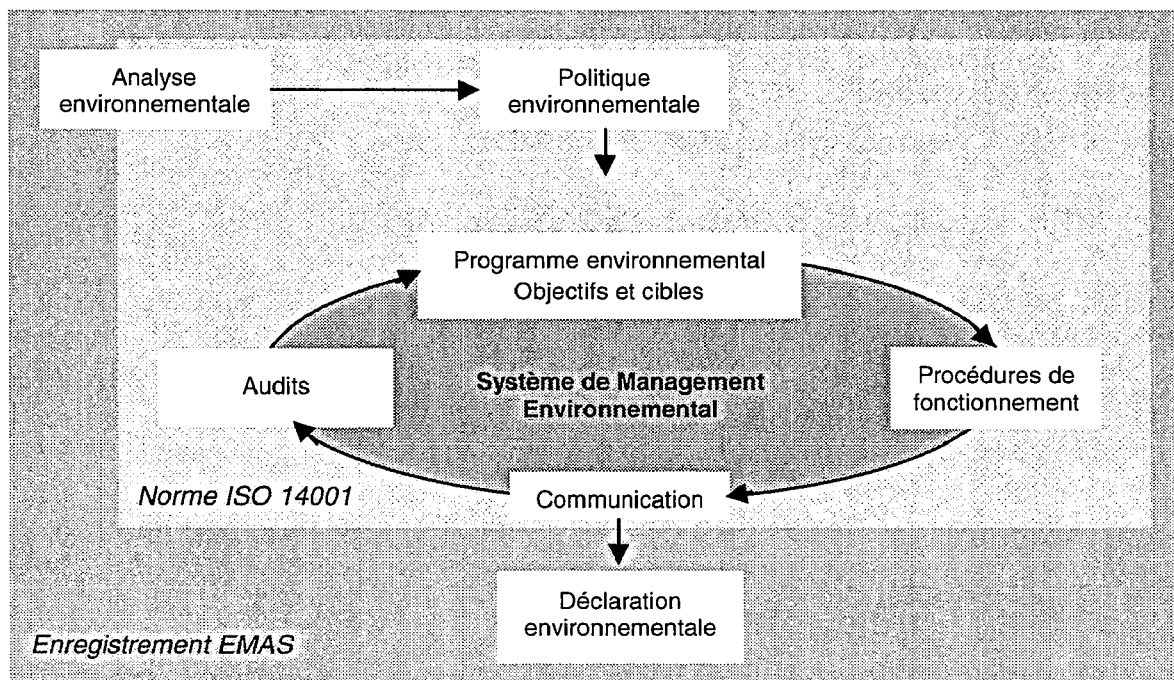 Analyse
environnementale
Politique
environnementale
Programme environnemental
Objectifs et cibles
Audits
Système de Management
Environnemental
Procédures de
fonctionnement
Norme ISO 14001
Communication
Déclaration
environnementale
Enregistrement EMAS